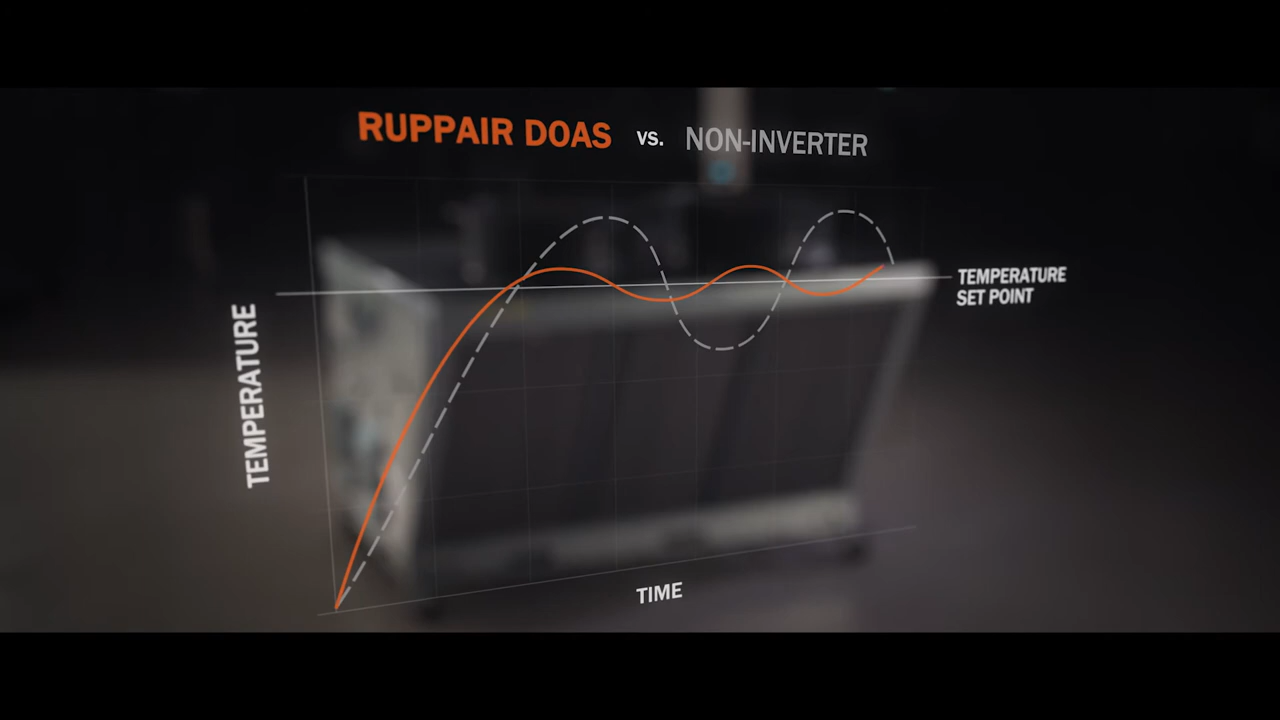 RUPPAIR DOAS VS. NON-INVERTER
TEMPERATURE
SET POINT
TEMPERATURE
TIME